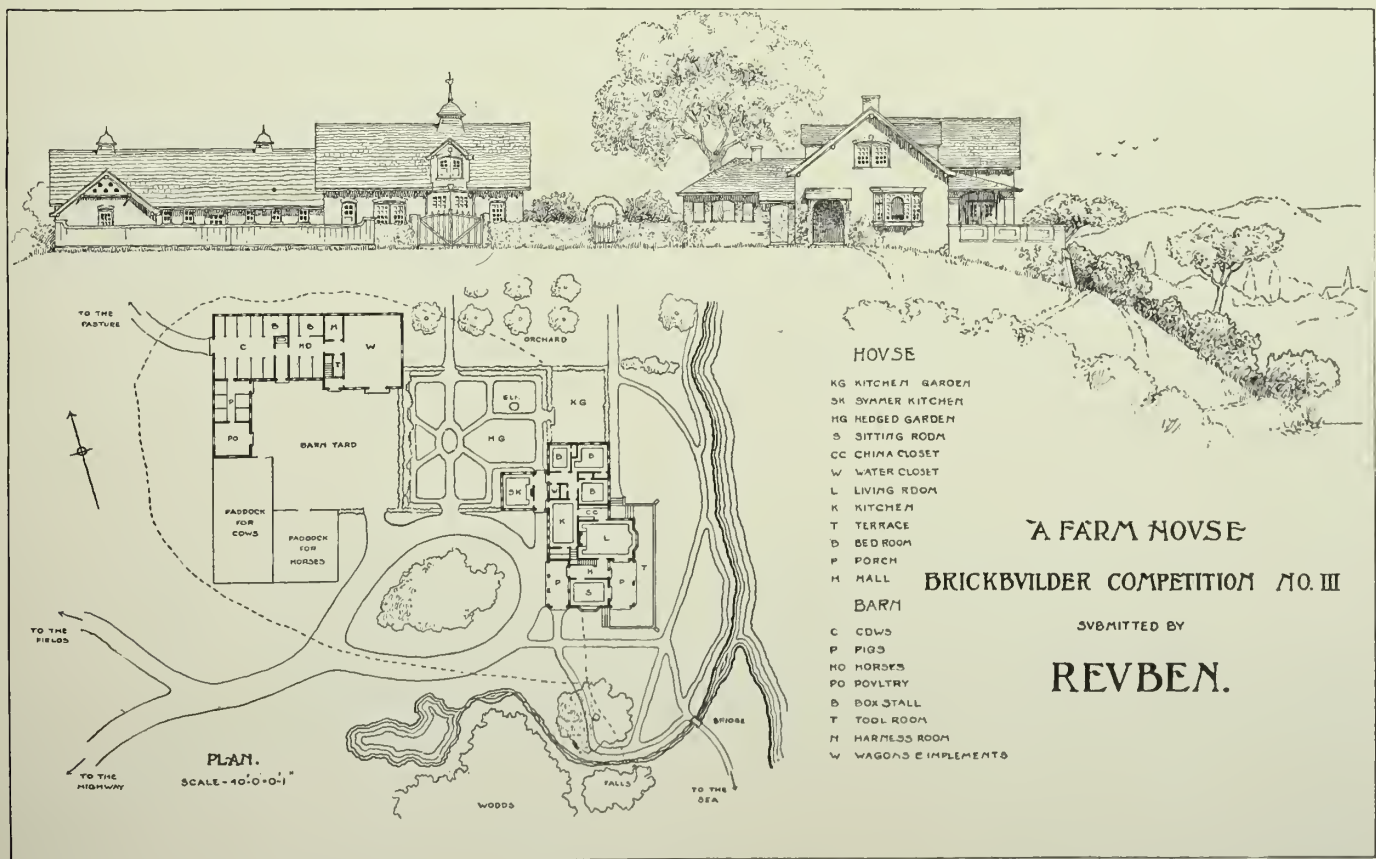 TO THE
PASTURE
B
B
H
C
HO
T
W
P
PO
BARN YARD
PADDOCK
FOR
COWS
PADDOCK
FOR
HORSES
ORCHARD
KG
HG
B
B
SK
W
B
K
CC
L
H
P
S
P
T
TO THE
FIELDS
TO THE
HIGHWAY
PLAN.
SCALE - 40'-0" = 0'-1"
WOODS
FALLS
BRIDGE
TO THE
SEA
HOVSE
KG KITCHEN GARDEN
SK SVMMER KITCHEN
HG HEDGED GARDEN
S SITTING ROOM
CC CHINA CLOSET
W WATER CLOSET
L LIVING ROOM
K KITCHEN
T TERRACE
B BED ROOM
P PORCH
H HALL
BARN
C COWS
P PIGS
HO HORSES
PO POVLTRY
B BOX STALL
T TOOL ROOM
H HARNESS ROOM
W WAGONS & IMPLEMENTS
A FARM HOVSE
BRICKBVILDER COMPETITION NO. III
SVBMITTED BY
REVBEN.